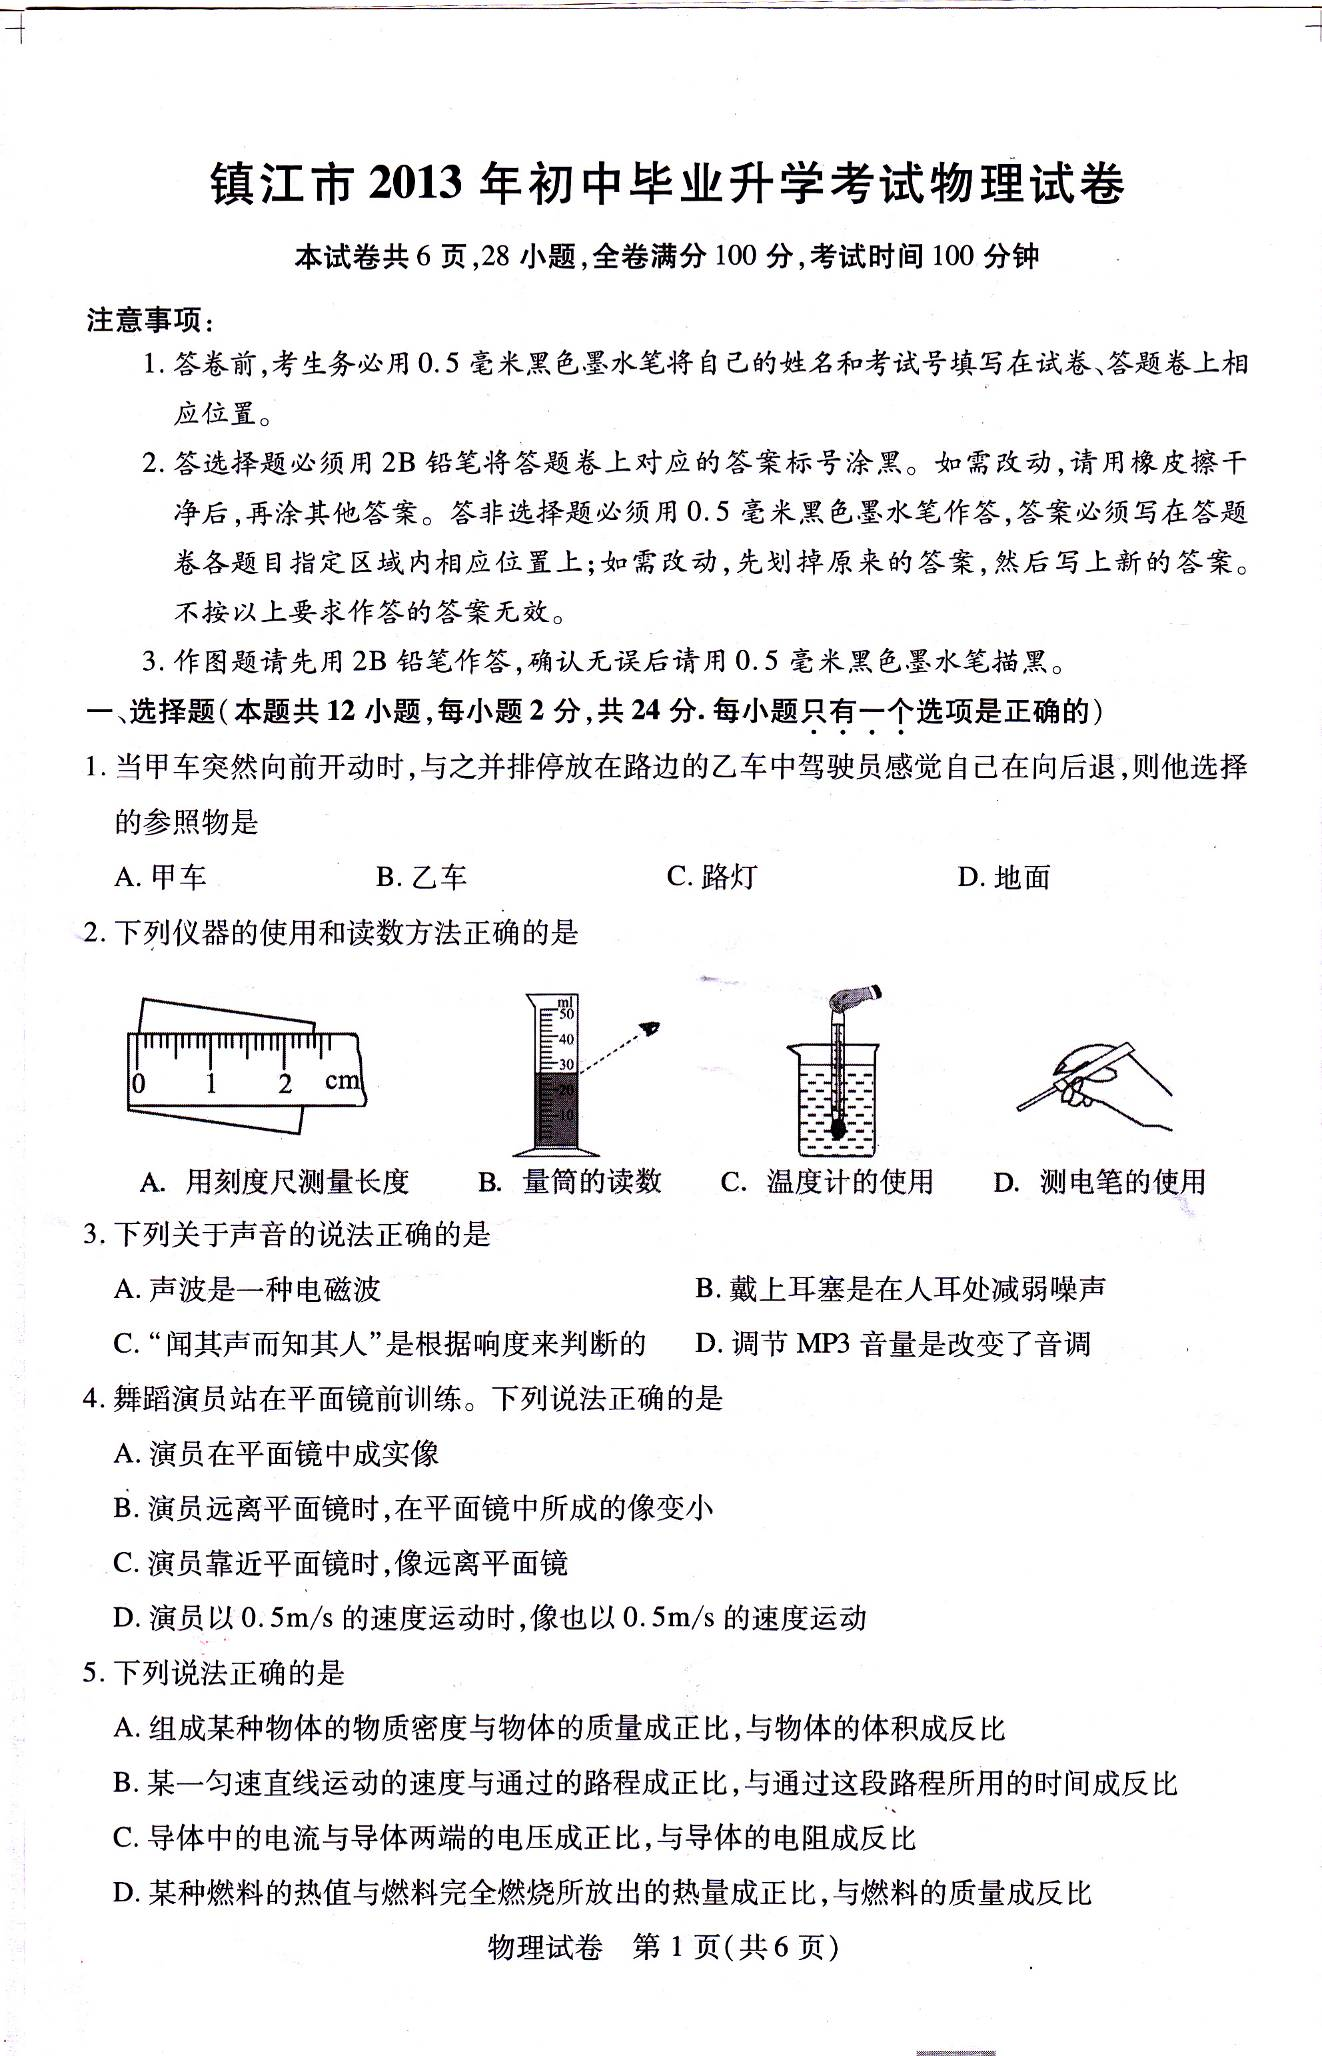 镇江市 2013 年初中毕业升学考试物理试卷
本试卷共 6 页,28 小题,全卷满分 100 分,考试时间 100 分钟
注意事项:
1. 答卷前,考生务必用 0.5 毫米黑色墨水笔将自己的姓名和考试号填写在试卷、答题卷上相
应位置。
2. 答选择题必须用 2B 铅笔将答题卷上对应的答案标号涂黑。如需改动,请用橡皮擦干
净后,再涂其他答案。答非选择题必须用 0.5 毫米黑色墨水笔作答,答案必须写在答题
卷各题目指定区域内相应位置上;如需改动,先划掉原来的答案,然后写上新的答案。
不按以上要求作答的答案无效。
3. 作图题请先用 2B 铅笔作答,确认无误后请用 0.5 毫米黑色墨水笔描黑。
一、选择题(本题共 12 小题,每小题 2 分,共 24 分. 每小题只有一个选项是正确的)
1. 当甲车突然向前开动时,与之并排停放在路边的乙车中驾驶员感觉自己在向后退,则他选择
的参照物是
A. 甲车 B. 乙车 C. 路灯 D. 地面
2. 下列仪器的使用和读数方法正确的是
0 1 2 cm
ml
50
40
30
20
10
A. 用刻度尺测量长度 B. 量筒的读数 C. 温度计的使用 D. 测电笔的使用
3. 下列关于声音的说法正确的是
A. 声波是一种电磁波 B. 戴上耳塞是在人耳处减弱噪声
C. “闻其声而知其人”是根据响度来判断的 D. 调节 MP3 音量是改变了音调
4. 舞蹈演员站在平面镜前训练。下列说法正确的是
A. 演员在平面镜中成实像
B. 演员远离平面镜时,在平面镜中所成的像变小
C. 演员靠近平面镜时,像远离平面镜
D. 演员以 0.5m/s 的速度运动时,像也以 0.5m/s 的速度运动
5. 下列说法正确的是
A. 组成某种物体的物质密度与物体的质量成正比,与物体的体积成反比
B. 某一匀速直线运动的速度与通过的路程成正比,与通过这段路程所用的时间成反比
C. 导体中的电流与导体两端的电压成正比,与导体的电阻成反比
D. 某种燃料的热值与燃料完全燃烧所放出的热量成正比,与燃料的质量成反比
物理试卷 第 1 页(共 6 页)